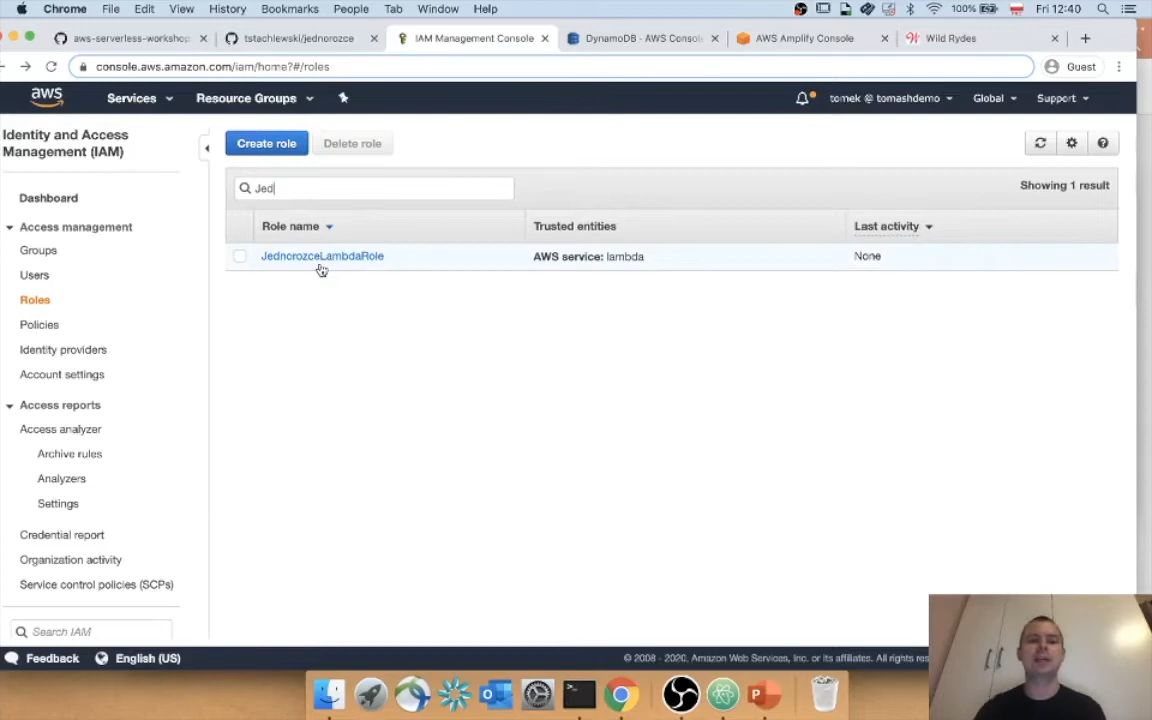 Chrome File Edit View History Bookmarks People Tab Window Help 100% Fri 12:40
aws-serverless-workshop tstachlewski/jednorozce IAM Management Console DynamoDB - AWS Consol AWS Amplify Console Wild Rydes
console.aws.amazon.com/iam/home?#/roles Guest
aws Services Resource Groups tomek @ tomashdemo Global Support
Identity and Access
Management (IAM)
Create role Delete role
Jed
Showing 1 result
Dashboard
Role name Trusted entities Last activity
Access management
Groups
JednorozceLambdaRole AWS service: lambda None
Users
Roles
Policies
Identity providers
Account settings
Access reports
Access analyzer
Archive rules
Analyzers
Settings
Credential report
Organization activity
Service control policies (SCPs)
Search IAM
Feedback English (US) © 2008 - 2020, Amazon Web Services, Inc. or its affiliates. All rights rese